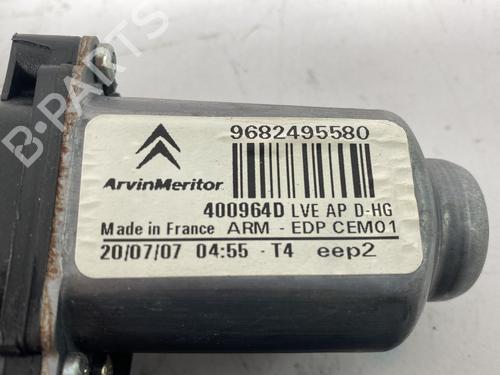 9682495580
ArvinMeritor
400964D LVE AP D-HG
Made in France ARM - EDP CEM01
20/07/07 04:55 - T4 eep2
B-PARTS